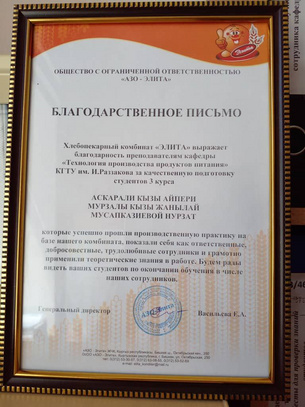 ОБЩЕСТВО С ОГРАНИЧЕННОЙ ОТВЕТСТВЕННОСТЬЮ
«АЗО - ЭЛИТА»
БЛАГОДАРСТВЕННОЕ ПИСЬМО
Хлебопекарный комбинат «ЭЛИТА» выражает
благодарность преподавателям кафедры
«Технология производства продуктов питания»
КГТУ им. И.Раззакова за качественную подготовку
студентов 3 курса
АСКАРАЛИ КЫЗЫ АЙПЕРИ
МУРЗАЛЫ КЫЗЫ ЖАНЫЛАЙ
МУСАПКАЗИЕВОЙ НУРЗАТ
которые успешно прошли производственную практику на
базе нашего комбината, показали себя как ответственные,
добросовестные, трудолюбивые сотрудники и грамотно
применили теоретические знания в работе. Будем рады
видеть ваших студентов по окончании обучения в числе
наших сотрудников.
Генеральный директор
Васильева Е.А.